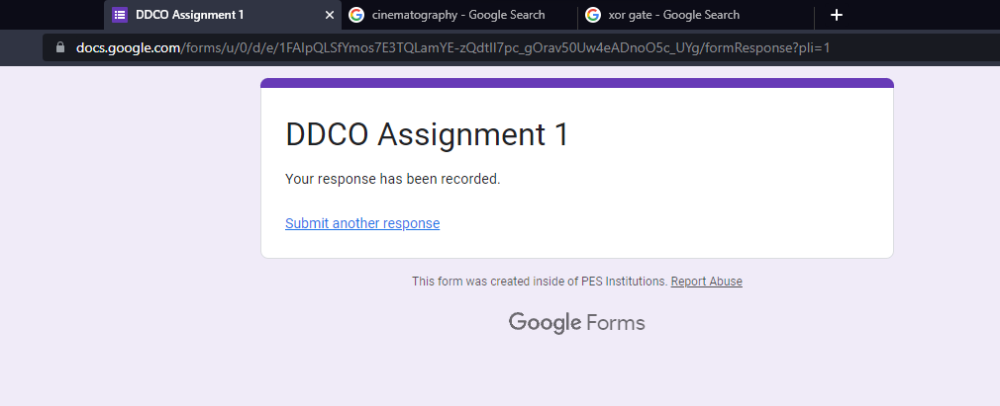 DDCO Assignment 1
cinematography - Google Search
xor gate - Google Search
docs.google.com/forms/u/0/d/e/1FAIpQLSfYmos7E3TQLamYE-zQdtII7pc_gOrav50Uw4eADnoO5c_UYg/formResponse?pli=1
DDCO Assignment 1
Your response has been recorded.
Submit another response
This form was created inside of PES Institutions. Report Abuse
Google Forms